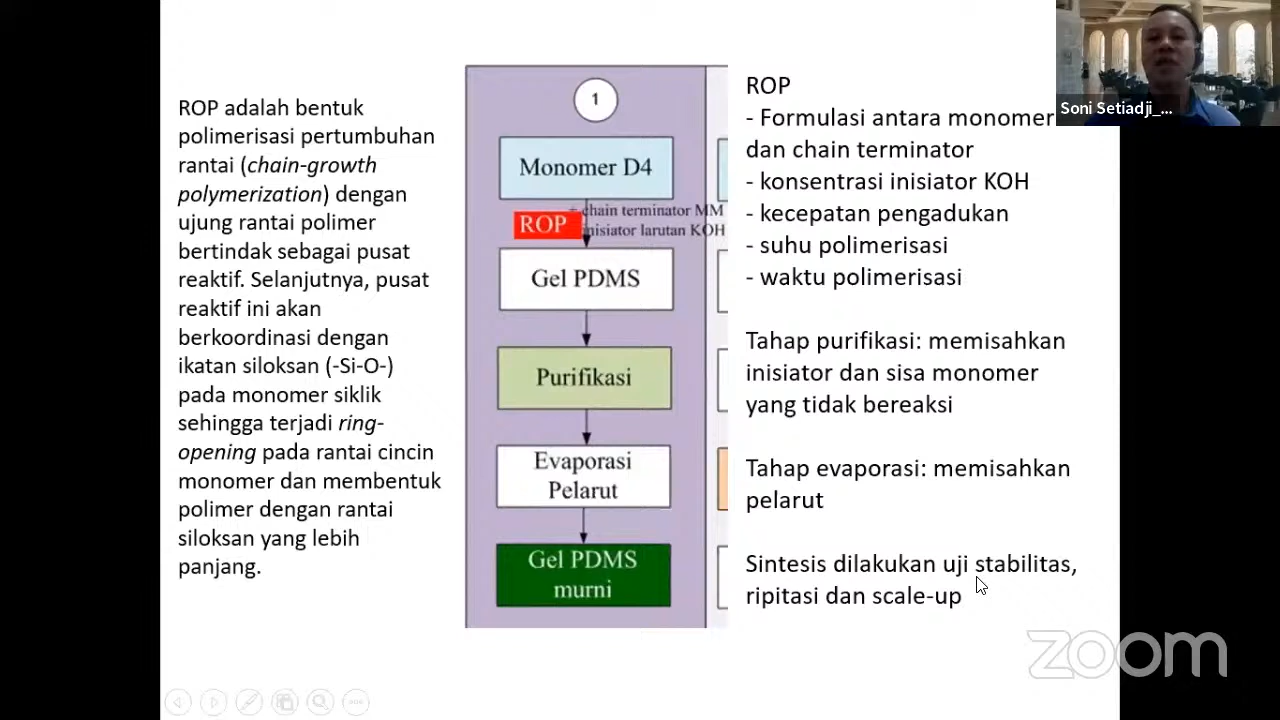 ROP adalah bentuk
polimerisasi pertumbuhan
rantai (chain-growth
polymerization) dengan
ujung rantai polimer
bertindak sebagai pusat
reaktif. Selanjutnya, pusat
reaktif ini akan
berkoordinasi dengan
ikatan siloksan (-Si-O-)
pada monomer siklik
sehingga terjadi ring-
opening pada rantai cincin
monomer dan membentuk
polimer dengan rantai
siloksan yang lebih
panjang.
1
Monomer D4
+ chain terminator MM
ROP
inisiator larutan KOH
Gel PDMS
Purifikasi
Evaporasi
Pelarut
Gel PDMS
murni
ROP
- Formulasi antara monomer
dan chain terminator
- konsentrasi inisiator KOH
- kecepatan pengadukan
- suhu polimerisasi
- waktu polimerisasi
Tahap purifikasi: memisahkan
inisiator dan sisa monomer
yang tidak bereaksi
Tahap evaporasi: memisahkan
pelarut
Sintesis dilakukan uji stabilitas,
ripitasi dan scale-up
Soni Setiadji_...
zoom